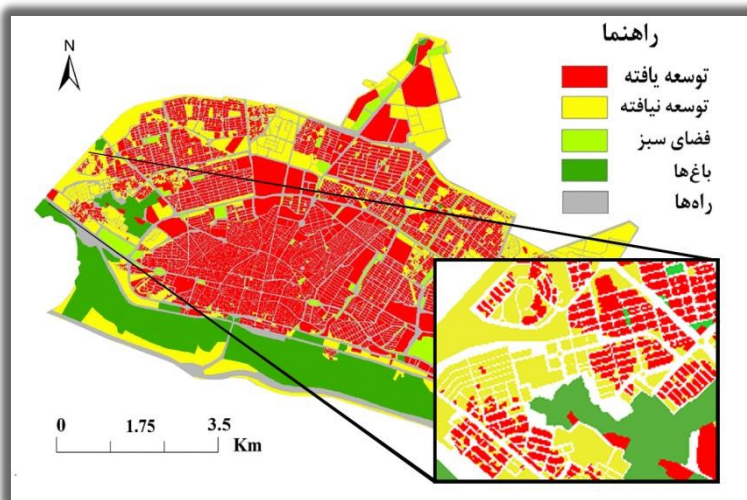 N
راهنما
توسعه یافته
توسعه نیافته
فضای سبز
باغ‌ها
راه‌ها
0 1.75 3.5
Km